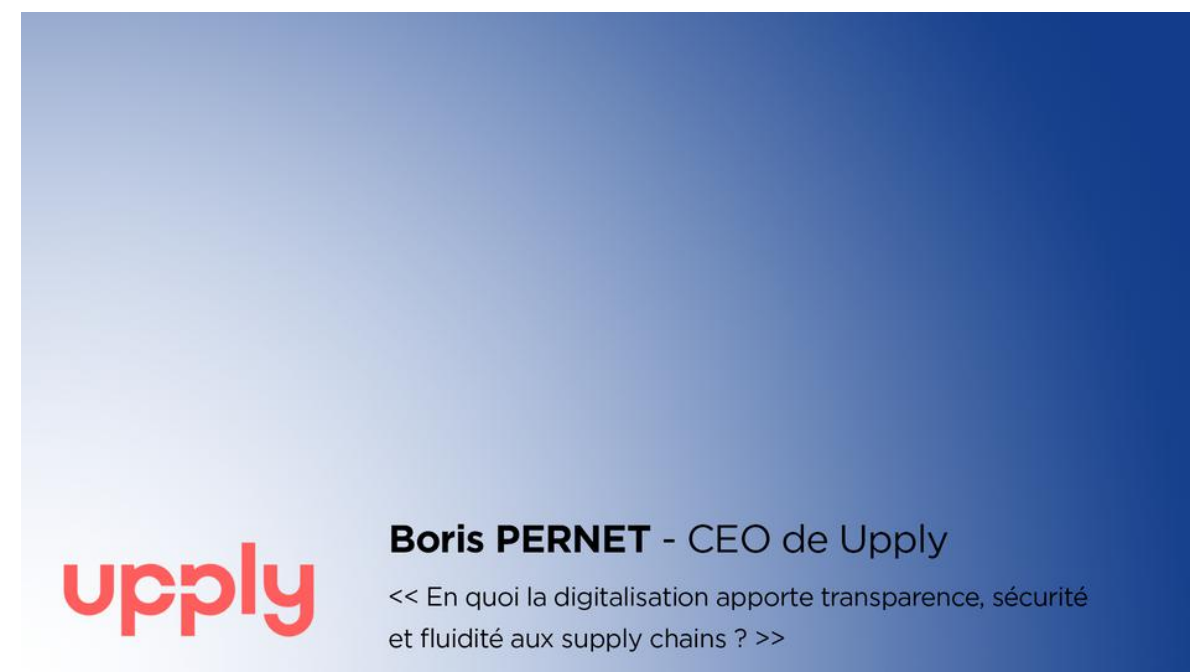 Boris PERNET - CEO de Upply
upply
<< En quoi la digitalisation apporte transparence, sécurité
et fluidité aux supply chains ? >>